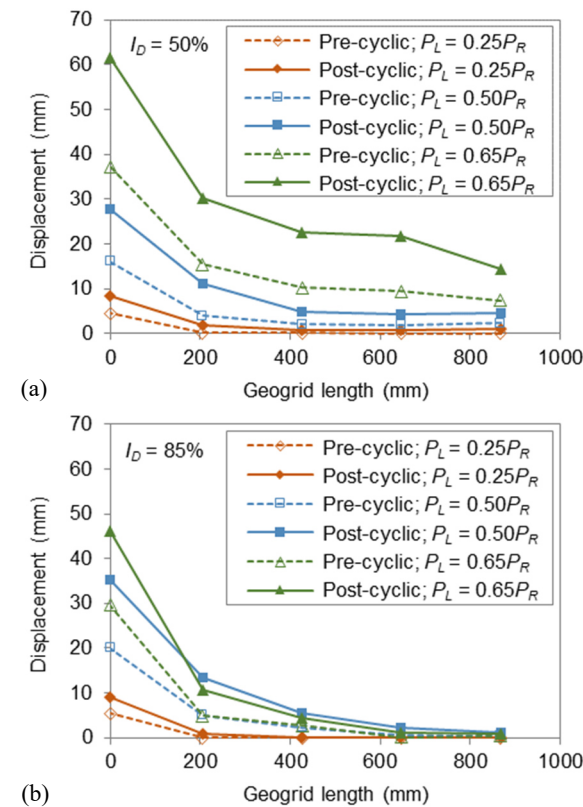 70
60
50
40
30
20
10
0
Displacement (mm)
I_D = 50%
Pre-cyclic; P_L = 0.25P_R
Post-cyclic; P_L = 0.25P_R
Pre-cyclic; P_L = 0.50P_R
Post-cyclic; P_L = 0.50P_R
Pre-cyclic; P_L = 0.65P_R
Post-cyclic; P_L = 0.65P_R
0 200 400 600 800 1000
(a) Geogrid length (mm)
70
60
50
40
30
20
10
0
Displacement (mm)
I_D = 85%
Pre-cyclic; P_L = 0.25P_R
Post-cyclic; P_L = 0.25P_R
Pre-cyclic; P_L = 0.50P_R
Post-cyclic; P_L = 0.50P_R
Pre-cyclic; P_L = 0.65P_R
Post-cyclic; P_L = 0.65P_R
0 200 400 600 800 1000
(b) Geogrid length (mm)